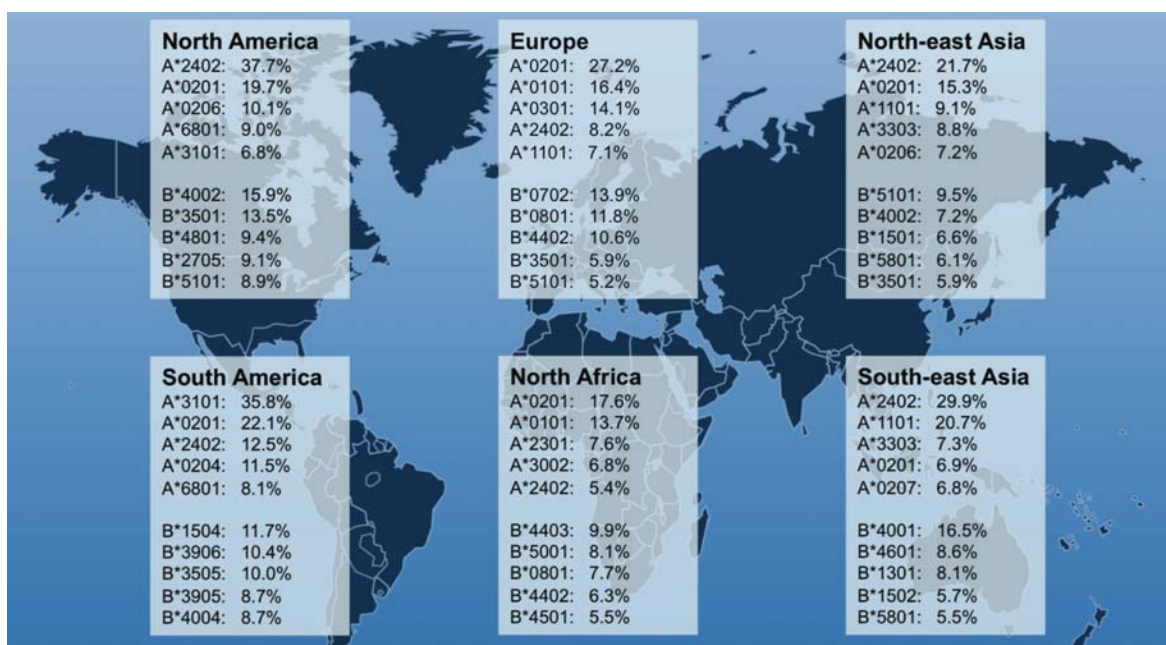 North America
A*2402: 37.7%
A*0201: 19.7%
A*0206: 10.1%
A*6801: 9.0%
A*3101: 6.8%
B*4002: 15.9%
B*3501: 13.5%
B*4801: 9.4%
B*2705: 9.1%
B*5101: 8.9%
Europe
A*0201: 27.2%
A*0101: 16.4%
A*0301: 14.1%
A*2402: 8.2%
A*1101: 7.1%
B*0702: 13.9%
B*0801: 11.8%
B*4402: 10.6%
B*3501: 5.9%
B*5101: 5.2%
North-east Asia
A*2402: 21.7%
A*0201: 15.3%
A*1101: 9.1%
A*3303: 8.8%
A*0206: 7.2%
B*5101: 9.5%
B*4002: 7.2%
B*1501: 6.6%
B*5801: 6.1%
B*3501: 5.9%
South America
A*3101: 35.8%
A*0201: 22.1%
A*2402: 12.5%
A*0204: 11.5%
A*6801: 8.1%
B*1504: 11.7%
B*3906: 10.4%
B*3505: 10.0%
B*3905: 8.7%
B*4004: 8.7%
North Africa
A*0201: 17.6%
A*0101: 13.7%
A*2301: 7.6%
A*3002: 6.8%
A*2402: 5.4%
B*4403: 9.9%
B*5001: 8.1%
B*0801: 7.7%
B*4402: 6.3%
B*4501: 5.5%
South-east Asia
A*2402: 29.9%
A*1101: 20.7%
A*3303: 7.3%
A*0201: 6.9%
A*0207: 6.8%
B*4001: 16.5%
B*4601: 8.6%
B*1301: 8.1%
B*1502: 5.7%
B*5801: 5.5%